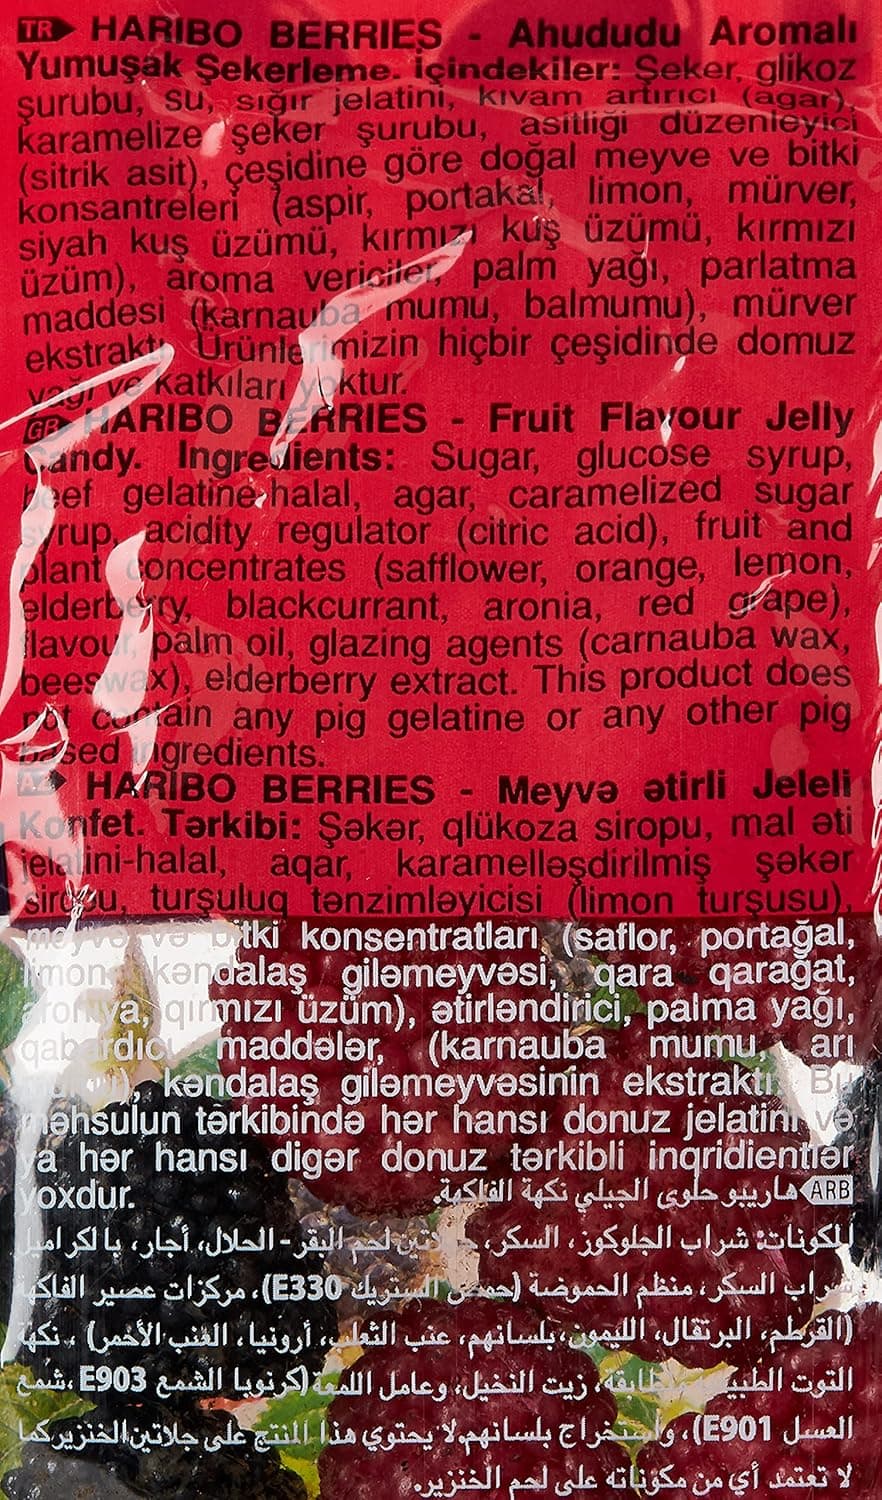 TR HARIBO BERRIES - Ahududu Aromalı
Yumuşak Şekerleme. İçindekiler: Şeker, glikoz
şurubu, su, sığır jelatini, kıvam artırıcı (agar),
karamelize şeker şurubu, asitliği düzenleyici
(sitrik asit), çeşidine göre doğal meyve ve bitki
konsantreleri (aspir, portakal, limon, mürver,
siyah kuş üzümü, kırmızı kuş üzümü, kırmızı
üzüm), aroma vericiler, palm yağı, parlatma
maddesi (karnauba mumu, balmumu), mürver
ekstraktı Ürünlerimizin hiçbir çeşidinde domuz
yağı ve katkıları yoktur.
GB HARIBO BERRIES - Fruit Flavour Jelly
Candy. Ingredients: Sugar, glucose syrup,
beef gelatine-halal, agar, caramelized sugar
syrup, acidity regulator (citric acid), fruit and
plant concentrates (safflower, orange, lemon,
elderberry, blackcurrant, aronia, red grape),
flavour, palm oil, glazing agents (carnauba wax,
beeswax), elderberry extract. This product does
not contain any pig gelatine or any other pig
based ingredients.
AZ HARIBO BERRIES - Meyvə ətirli Jeleli
Konfet. Tərkibi: Şəkər, qlükoza siropu, mal əti
jelatini-halal, aqar, karamelləşdirilmiş şəkər
siropu, turşuluq tənzimləyicisi (limon turşusu),
meyvə və bitki konsentratları (saflor, portağal,
limon, kəndalaş giləmeyvəsi, qara qarağat,
aroniya, qırmızı üzüm), ətirləndirici, palma yağı,
qabardıcı maddələr, (karnauba mumu, arı
kəndalaş giləmeyvəsinin ekstraktı. Bu
məhsulun tərkibində hər hansı donuz jelatini və
ya hər hansı digər donuz tərkibli inqridientlər
yoxdur.
ARB هاريبو حلوى الجيلي نكهة الفاكهة.
المكونات: شراب الجلوكوز، السكر، جلاتين لحم البقر - الحلال، أجار، بالكراميل
شراب السكر، منظم الحموضة (حمض الستريك E330)، مركزات عصير الفاكهة
(القرطم، البرتقال، الليمون، بلسانهم، عنب الثعلب، أرونيا، العنب الأحمر) ، نكهة
التوت زيت النخيل، وعامل اللمعة (كرنوبا الشمع E903 ،شمع
العسل E901)، واستخراج بلسانهم.لا يحتوي هذا المنتج على جلاتين الخنزير كما
لا تعتمد أي من مكوناته على لحم الخنزير.